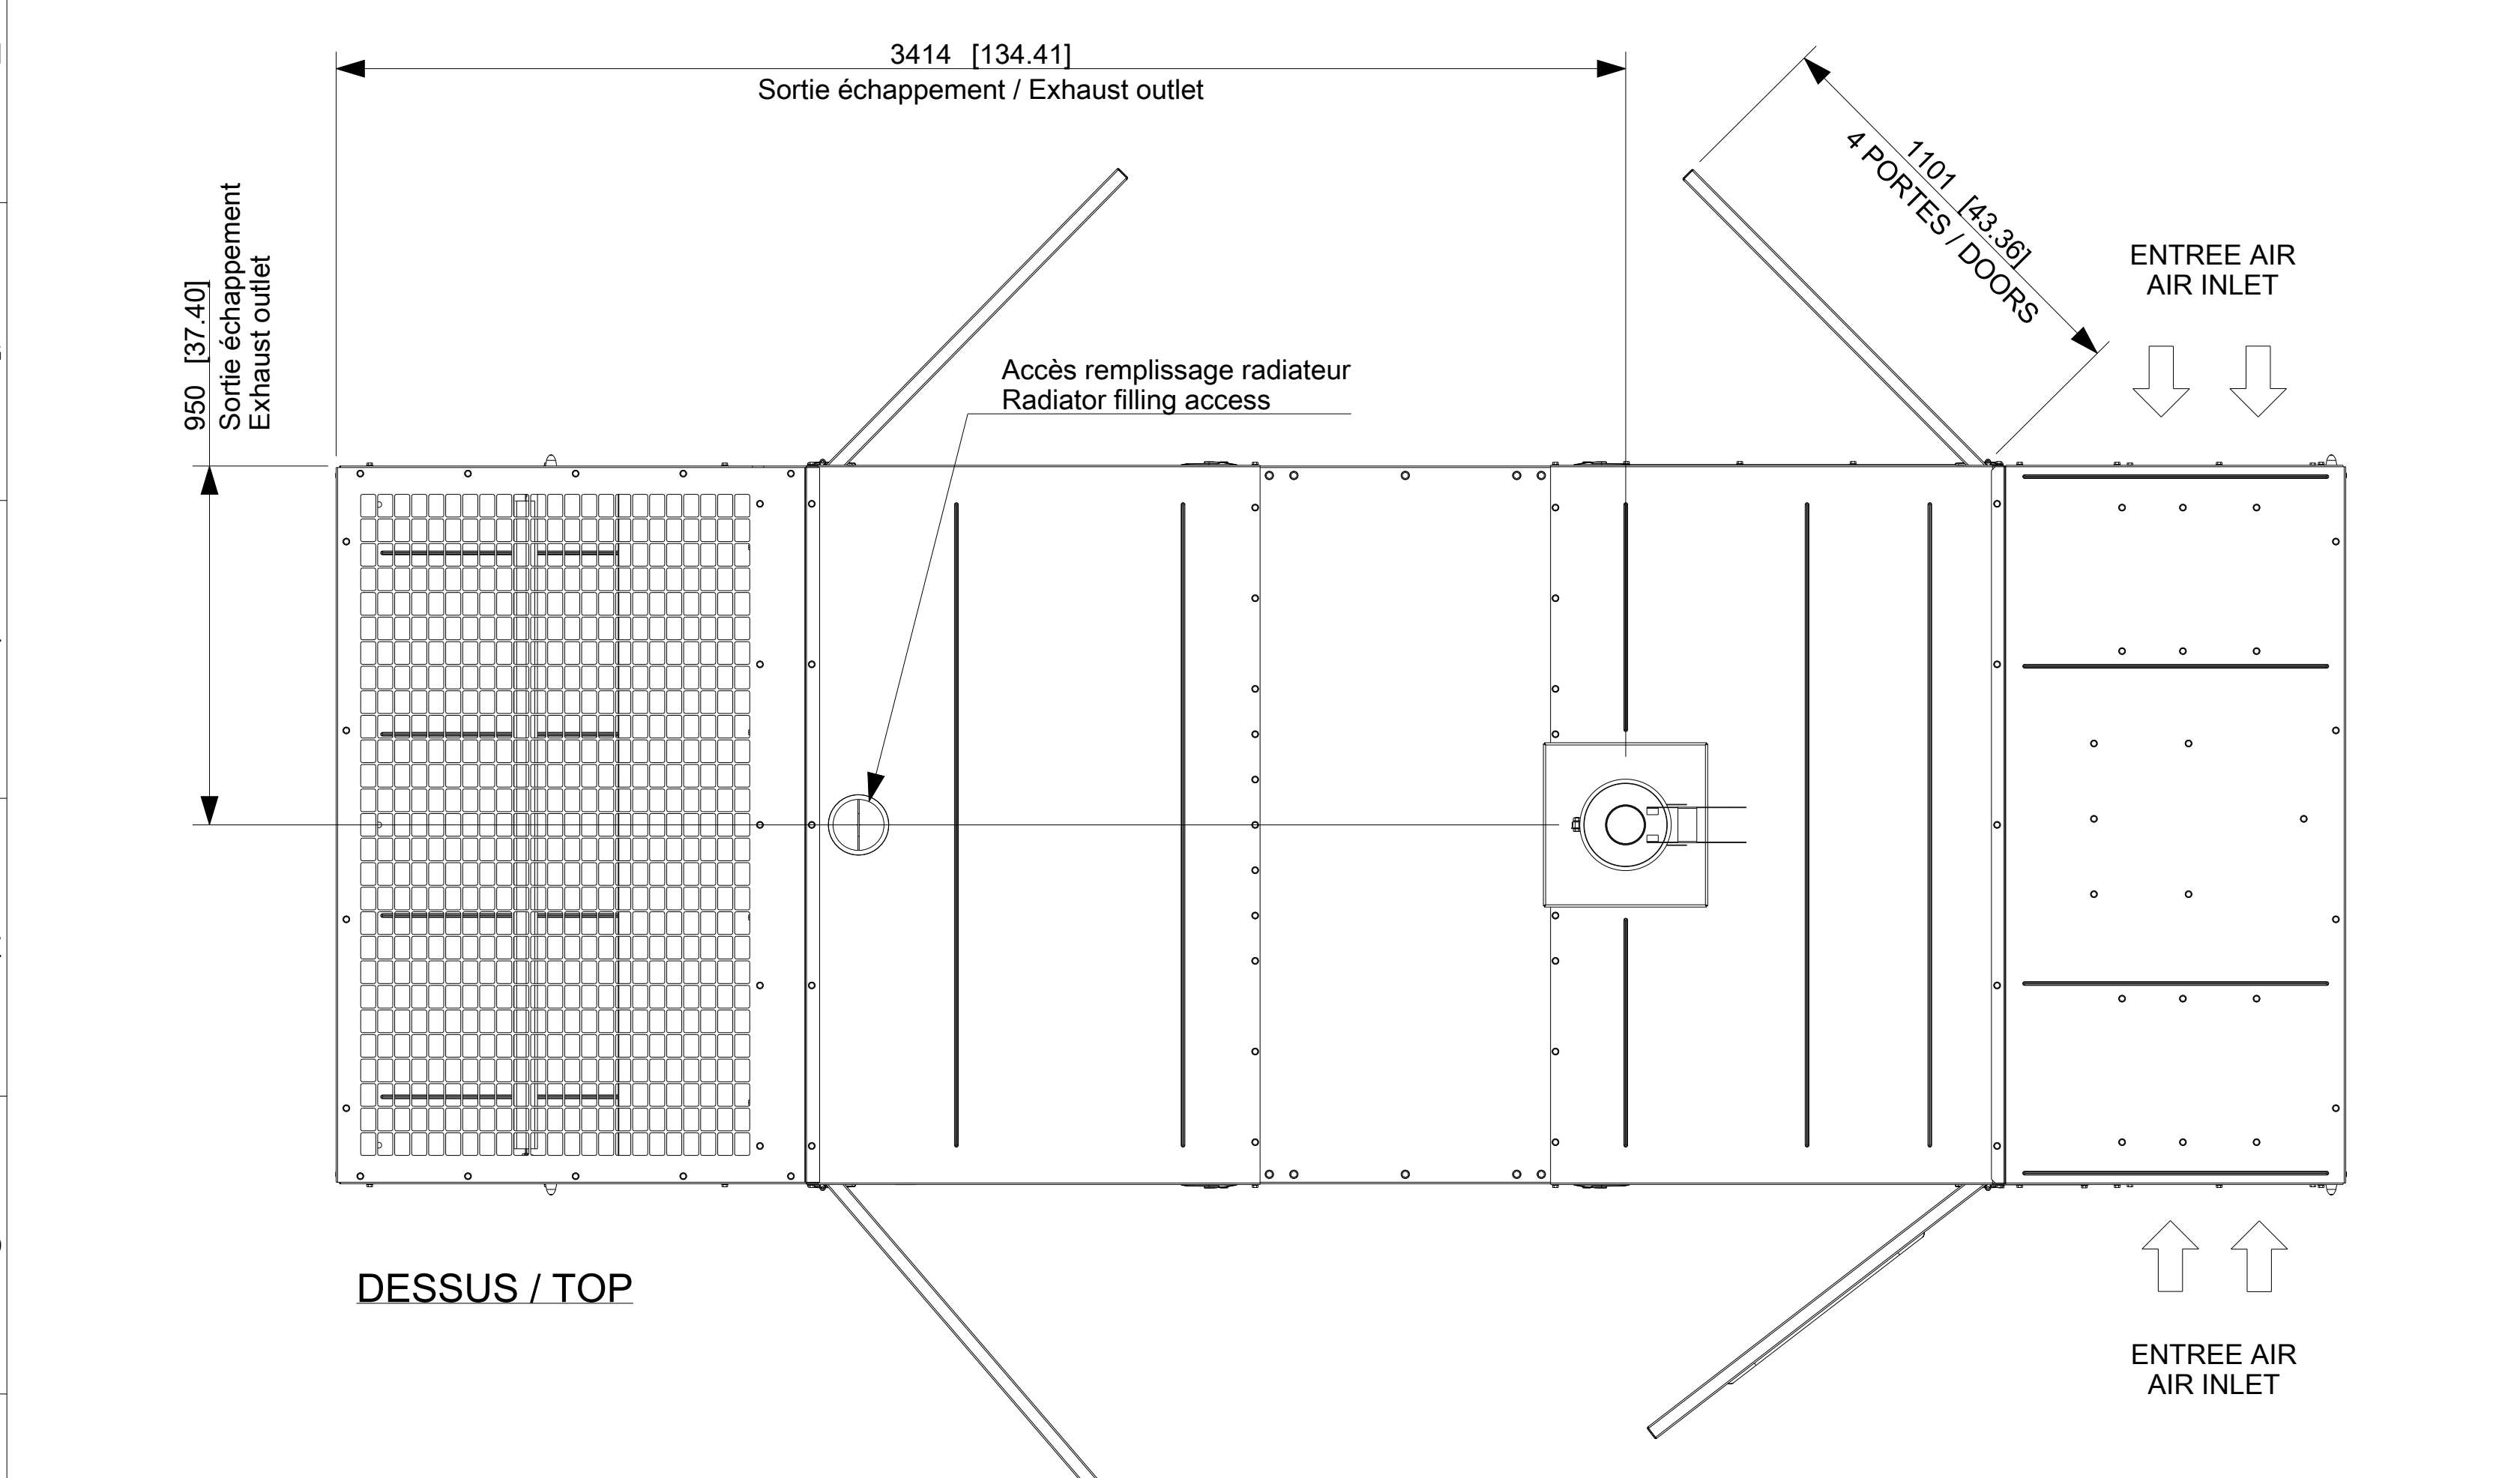 3414 [134.41]
Sortie échappement / Exhaust outlet
1101 [43.36]
4 PORTES / DOORS
950 [37.40]
Sortie échappement
Exhaust outlet
ENTREE AIR
AIR INLET
Accès remplissage radiateur
Radiator filling access
DESSUS / TOP
ENTREE AIR
AIR INLET